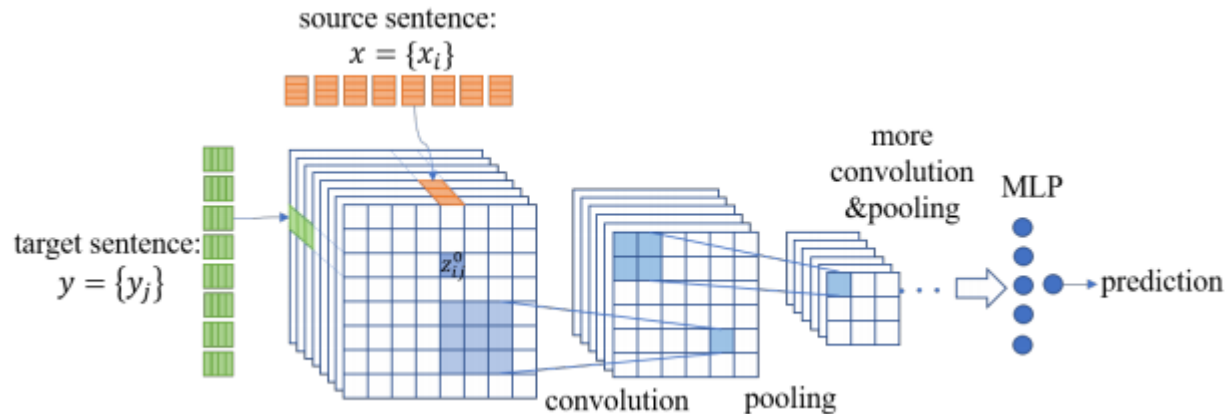 source sentence:
x = {xᵢ}
target sentence:
y = {yⱼ}
z⁰ᵢⱼ
convolution
pooling
more
convolution
&pooling
MLP
prediction